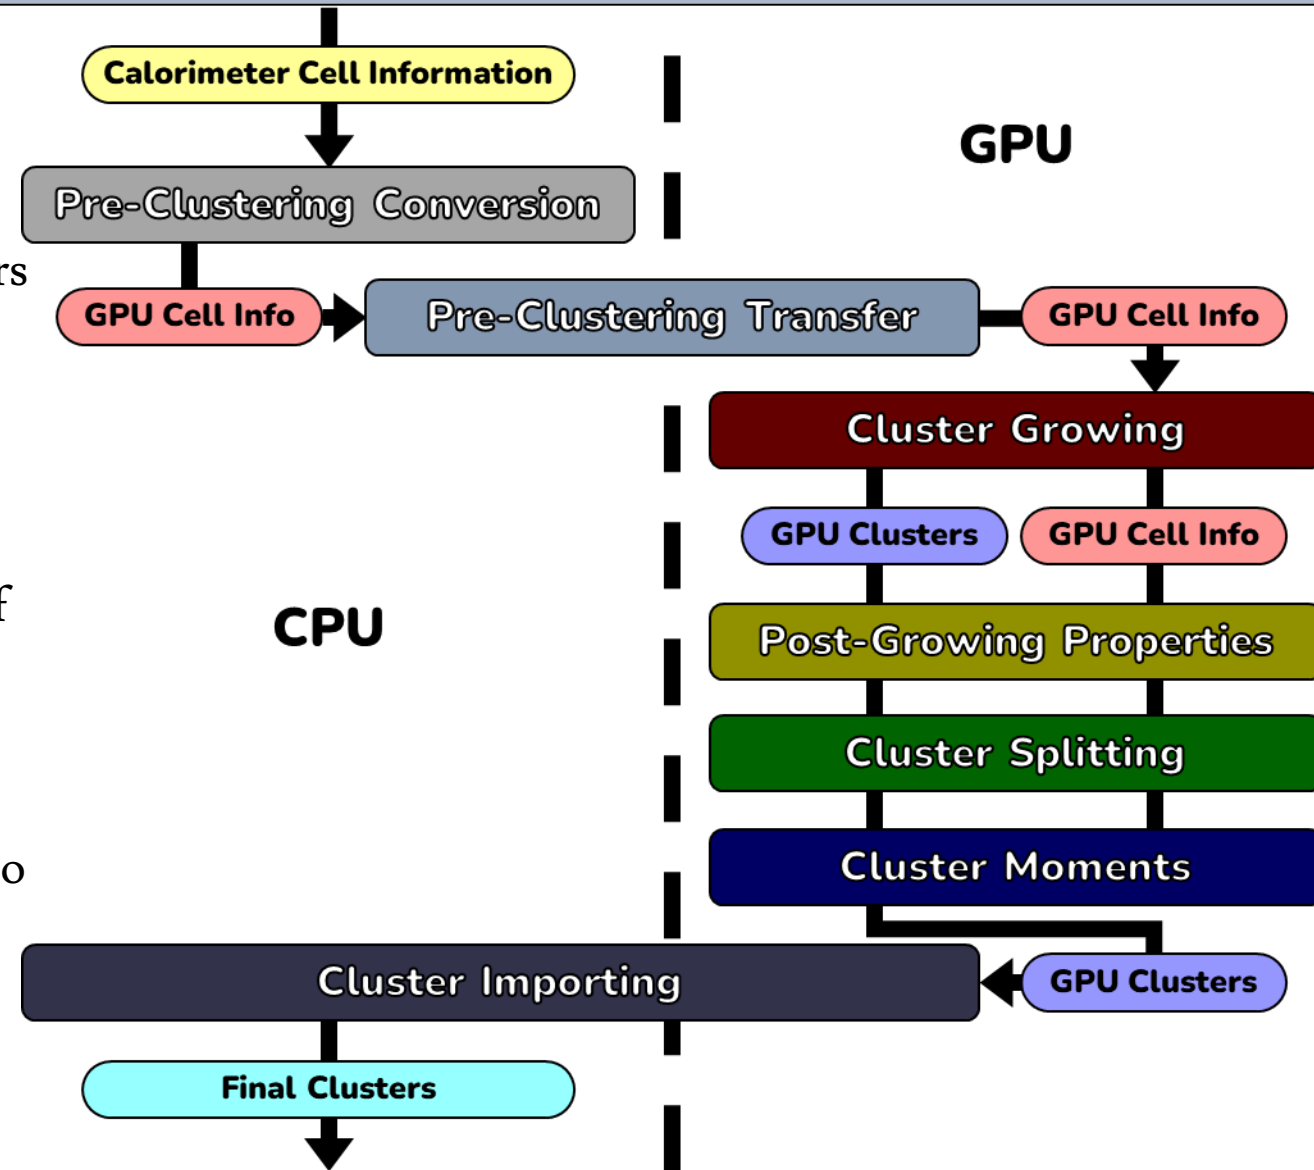 Calorimeter Cell Information
GPU
Pre-Clustering Conversion
rs
GPU Cell Info
Pre-Clustering Transfer
GPU Cell Info
Cluster Growing
GPU Clusters
GPU Cell Info
f
CPU
Post-Growing Properties
Cluster Splitting
o
Cluster Moments
Cluster Importing
GPU Clusters
Final Clusters